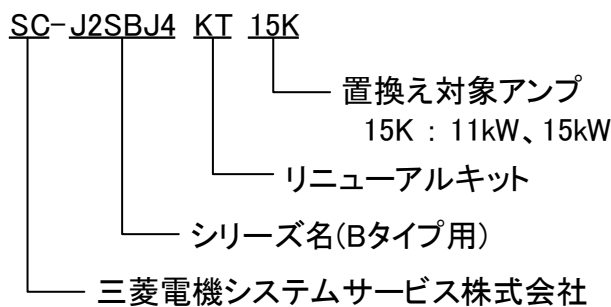 SC-J2SBJ4 KT 15K
置換え対象アンプ
15K : 11kW、15kW
リニューアルキット
シリーズ名(Bタイプ用)
三菱電機システムサービス株式会社